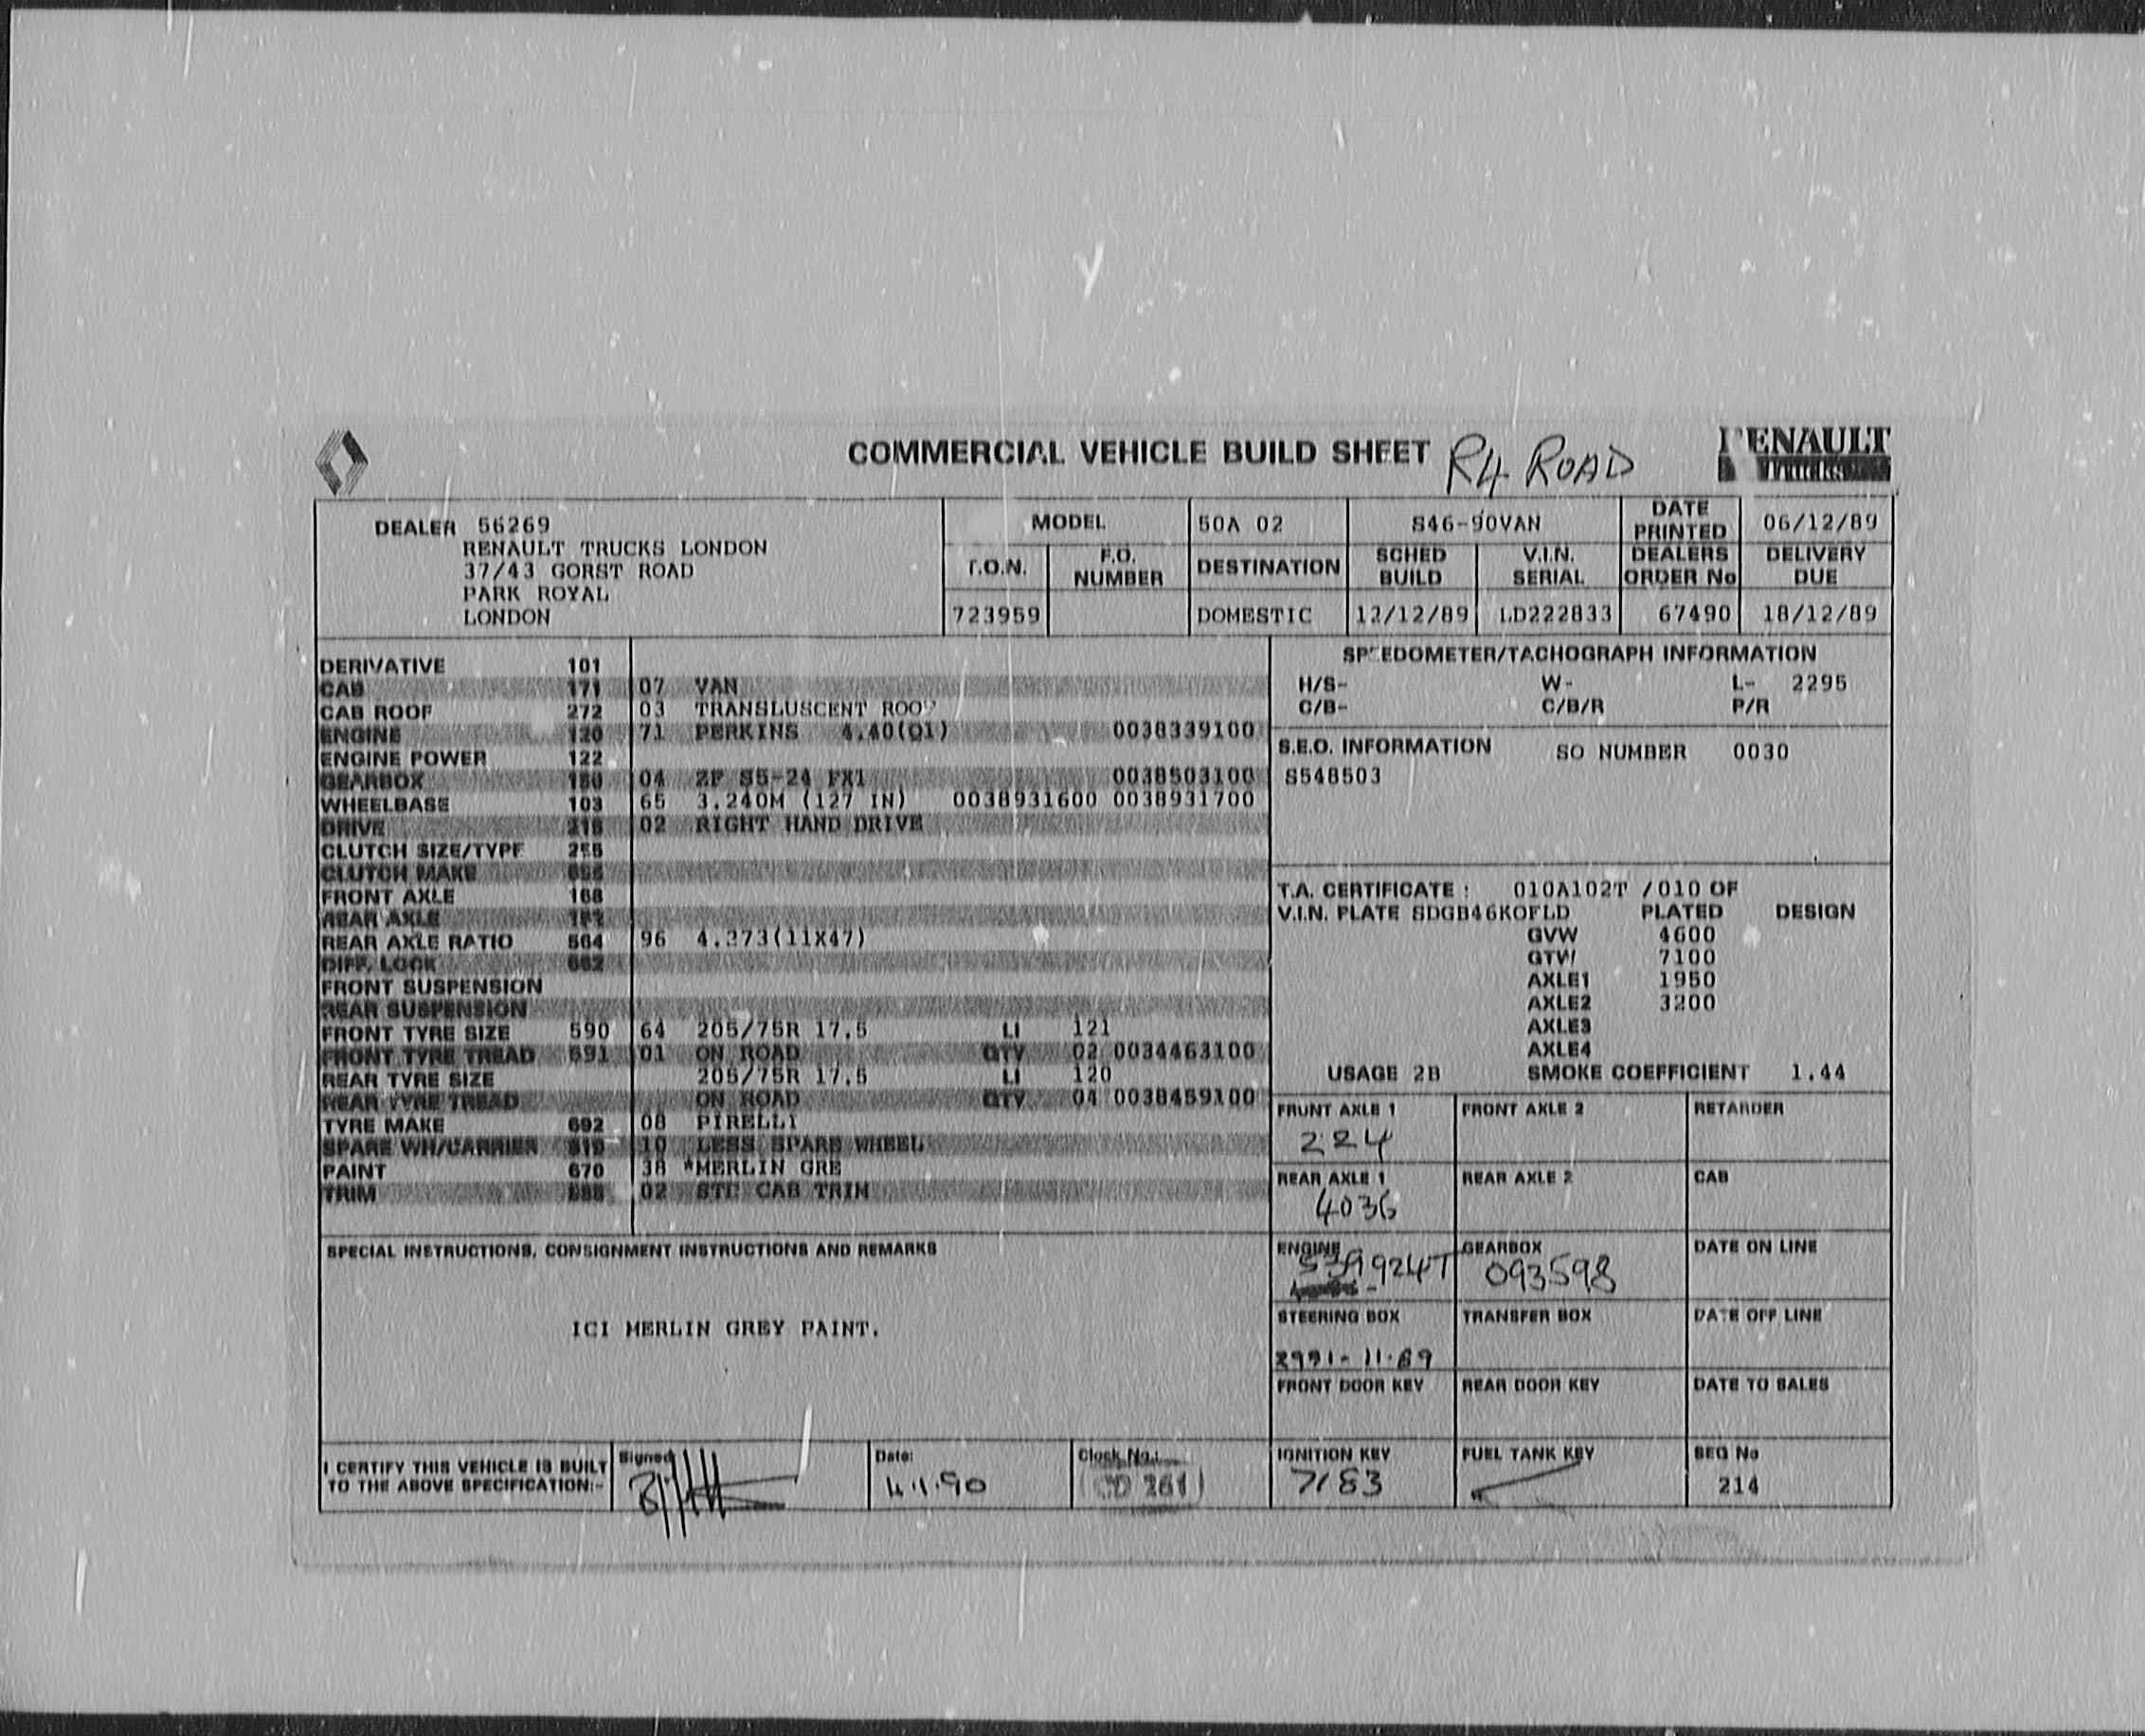 COMMERCIAL VEHICLE BUILD SHEET R4 ROAD
RENAULT
TRUCKS
DEALER 56269
RENAULT TRUCKS LONDON
37/43 GORST ROAD
PARK ROYAL
LONDON
MODEL 50A 02 S46-90VAN DATE PRINTED 06/12/89
T.O.N. F.O. NUMBER DESTINATION SCHED BUILD V.I.N. SERIAL DEALERS ORDER No DELIVERY DUE
723959 DOMESTIC 12/12/89 LD222833 67490 18/12/89
DERIVATIVE 101
CAB 171 07 VAN
CAB ROOF 272 03 TRANSLUSCENT ROOF
ENGINE 120 71 PERKINS 4.40(Q1) 0038339100
ENGINE POWER 122
GEARBOX 150 04 ZF S5-24 FX1 0038503100
WHEELBASE 103 65 3.240M (127 IN) 0038931600 0038931700
DRIVE 02 RIGHT HAND DRIVE
CLUTCH SIZE/TYPE 255
CLUTCH MAKE
FRONT AXLE 168
REAR AXLE
REAR AXLE RATIO 564 96 4.273(11X47)
DIFF. LOCK
FRONT SUSPENSION
REAR SUSPENSION
FRONT TYRE SIZE 590 64 205/75R 17.5 LI 121
FRONT TYRE TREAD 591 01 ON ROAD QTY 02 0034463100
REAR TYRE SIZE 205/75R 17.5 LI 120
REAR TYRE TREAD ON ROAD QTY 04 0038459100
TYRE MAKE 692 08 PIRELLI
SPARE WH/CARRIER 10 LESS SPARE WHEEL
PAINT 670 38 *MERLIN GRE
TRIM 02 STD CAB TRIM
SPECIAL INSTRUCTIONS, CONSIGNMENT INSTRUCTIONS AND REMARKS
ICI MERLIN GREY PAINT.
I CERTIFY THIS VEHICLE IS BUILT
TO THE ABOVE SPECIFICATION:-
Signed
Date:
4.1.90
Clock No.:
CD 261
SPEEDOMETER/TACHOGRAPH INFORMATION
H/S- W- L- 2295
C/B- C/B/R P/R
S.E.O. INFORMATION SO NUMBER 0030
S548503
T.A. CERTIFICATE : 010A102T /010 OF
V.I.N. PLATE SDGB46KOFLD PLATED DESIGN
GVW 4600
GTW 7100
AXLE1 1950
AXLE2 3200
AXLE3
AXLE4
USAGE 2B SMOKE COEFFICIENT 1.44
FRONT AXLE 1 FRONT AXLE 2 RETARDER
224
REAR AXLE 1 REAR AXLE 2 CAB
4036
ENGINE GEARBOX DATE ON LINE
093598
STEERING BOX TRANSFER BOX DATE OFF LINE
2991-11.89
FRONT DOOR KEY REAR DOOR KEY DATE TO SALES
IGNITION KEY FUEL TANK KEY SEQ No
7183 214